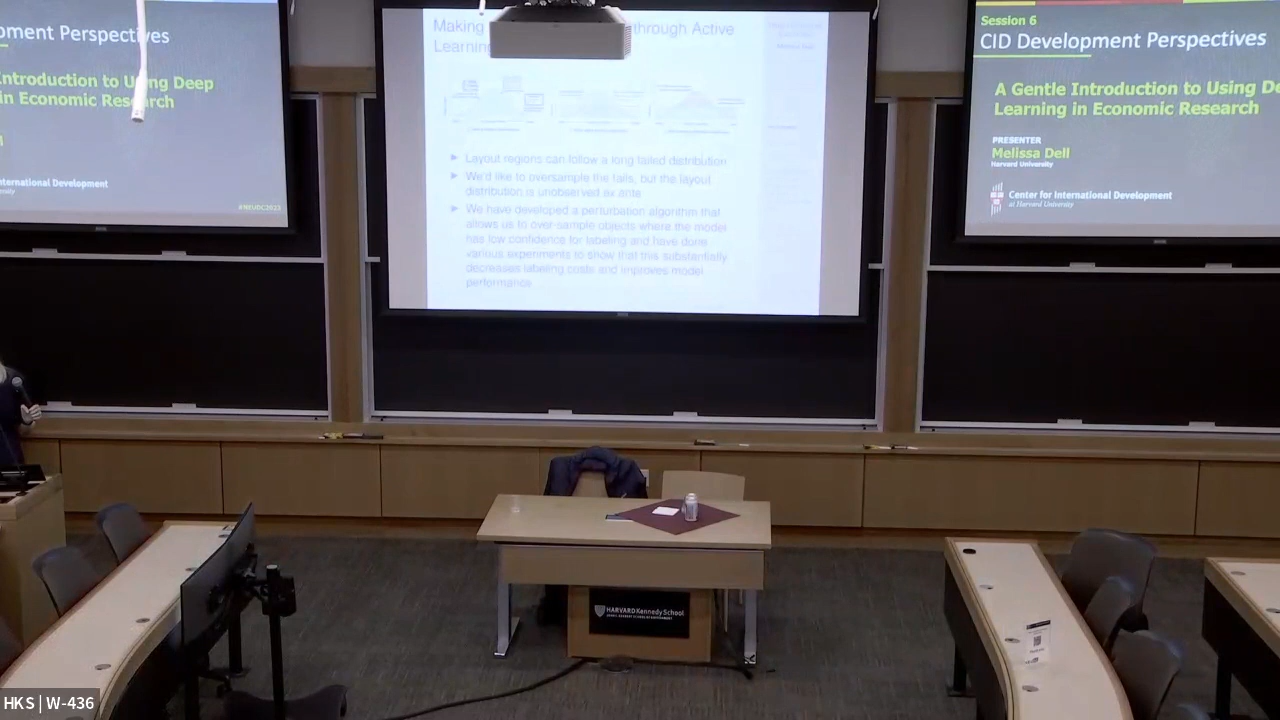 pment Perspectives
Introduction to Using Deep
in Economic Research
nternational Development
#NEUDC2023
Making
through Active
Learning
Layout regions can follow a long tailed distribution
We'd like to oversample the tails, but the layout
distribution is unobserved ex ante
We have developed a perturbation algorithm that
allows us to over-sample objects where the model
has low confidence for labeling and have done
various experiments to show that this substantially
decreases labeling costs and improves model
performance
Session 6
CID Development Perspectives
A Gentle Introduction to Using De
Learning in Economic Research
PRESENTER
Melissa Dell
Harvard University
Center for International Development
at Harvard University
HARVARD Kennedy School
HKS | W-436